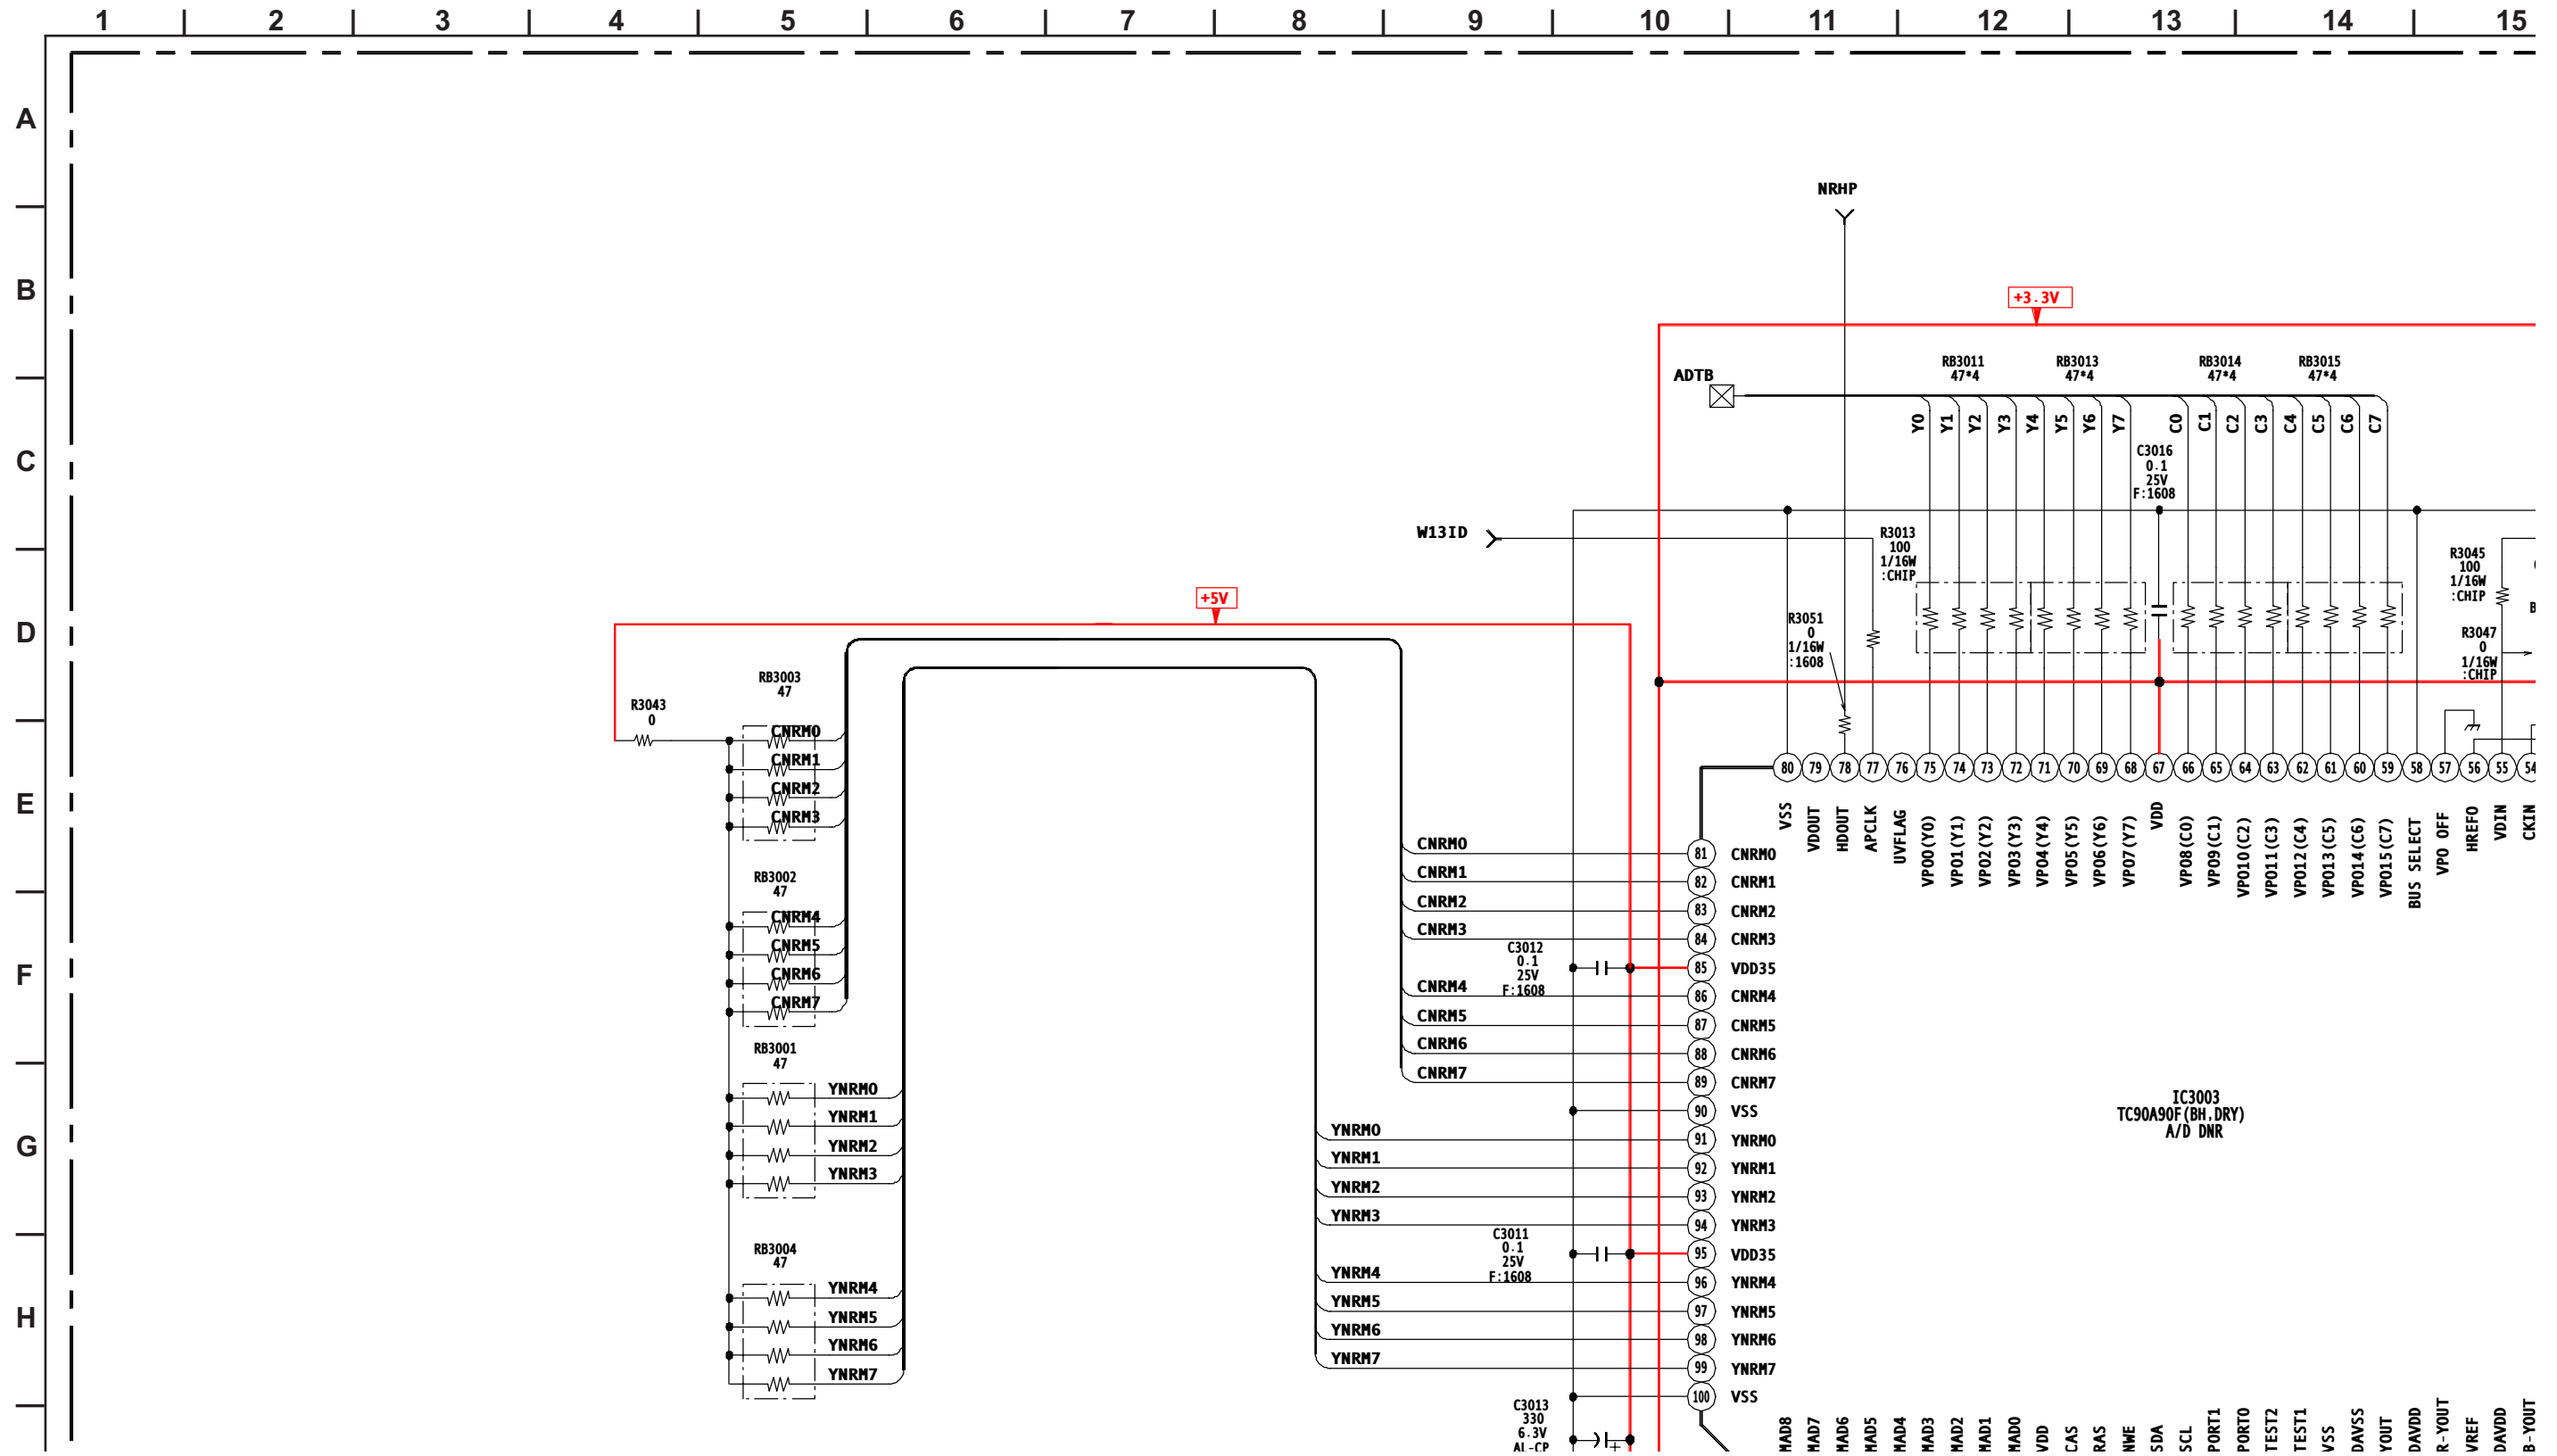 1 2 3 4 5 6 7 8 9 10 11 12 13 14 15
A
NRHP
B
+3.3V
RB3011
47*4
RB3013
47*4
RB3014
47*4
RB3015
47*4
ADTB
Y0 Y1 Y2 Y3 Y4 Y5 Y6 Y7 C0 C1 C2 C3 C4 C5 C6 C7
C
C3016
0.1
25V
F:1608
W13ID
R3013
100
1/16W
:CHIP
R3045
100
1/16W
:CHIP
+5V
R3051
0
1/16W
:1608
B
D
R3047
0
1/16W
:CHIP
RB3003
47
R3043
0
CNRM0
CNRM1
CNRM2
CNRM3
80 79 78 77 76 75 74 73 72 71 70 69 68 67 66 65 64 63 62 61 60 59 58 57 56 55 54
E
VSS
VDOUT
HDOUT
APCLK
UVFLAG
VPO0(Y0)
VPO1(Y1)
VPO2(Y2)
VPO3(Y3)
VPO4(Y4)
VPO5(Y5)
VPO6(Y6)
VPO7(Y7)
VDD
VPO8(C0)
VPO9(C1)
VPO10(C2)
VPO11(C3)
VPO12(C4)
VPO13(C5)
VPO14(C6)
VPO15(C7)
BUS SELECT
VPO OFF
HREFO
VDIN
CKIN
RB3002
47
CNRM4
CNRM5
CNRM6
CNRM7
F
CNRM0 81 CNRM0
CNRM1 82 CNRM1
CNRM2 83 CNRM2
CNRM3 84 CNRM3
C3012
0.1
25V
F:1608
85 VDD35
CNRM4 86 CNRM4
CNRM5 87 CNRM5
CNRM6 88 CNRM6
CNRM7 89 CNRM7
90 VSS
RB3001
47
YNRM0
YNRM1
YNRM2
YNRM3
G
IC3003
TC90A90F(BH,DRY)
A/D DNR
YNRM0 91 YNRM0
YNRM1 92 YNRM1
YNRM2 93 YNRM2
YNRM3 94 YNRM3
C3011
0.1
25V
F:1608
95 VDD35
RB3004
47
YNRM4
YNRM5
YNRM6
YNRM7
H
YNRM4 96 YNRM4
YNRM5 97 YNRM5
YNRM6 98 YNRM6
YNRM7 99 YNRM7
100 VSS
C3013
330
6.3V
AL-CP
+
MAD8
MAD7
MAD6
MAD5
MAD4
MAD3
MAD2
MAD1
MAD0
VDD
CAS
RAS
NWE
SDA
SCL
PORT1
PORT0
TEST2
TEST1
VSS
DAVSS
YOUT
DAVDD
R-YOUT
VREF
DAVDD
B-YOUT